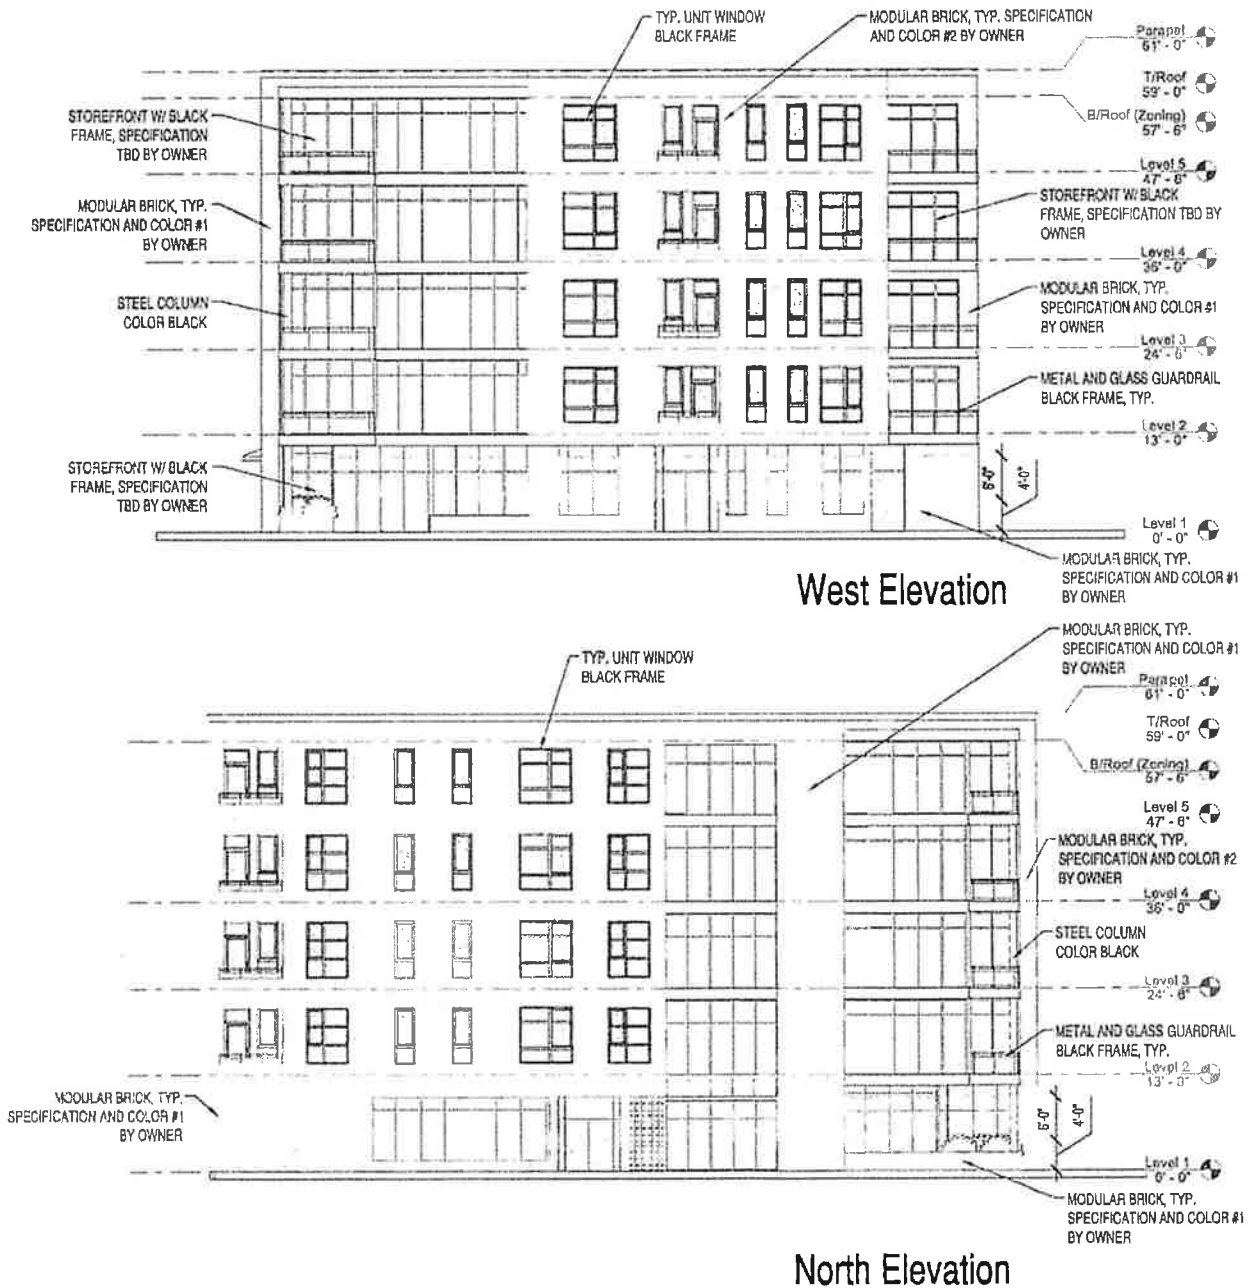 TYP. UNIT WINDOW
BLACK FRAME
MODULAR BRICK, TYP. SPECIFICATION
AND COLOR #2 BY OWNER
Parapet
61' - 0"
T/Roof
59' - 0"
B/Roof (Zoning)
57' - 6"
STOREFRONT W/ BLACK
FRAME, SPECIFICATION
TBD BY OWNER
Level 5
47' - 6"
MODULAR BRICK, TYP.
SPECIFICATION AND COLOR #1
BY OWNER
STOREFRONT W/ BLACK
FRAME, SPECIFICATION TBD BY
OWNER
Level 4
36' - 0"
STEEL COLUMN
COLOR BLACK
MODULAR BRICK, TYP.
SPECIFICATION AND COLOR #1
BY OWNER
Level 3
24' - 6"
METAL AND GLASS GUARDRAIL
BLACK FRAME, TYP.
Level 2
13' - 0"
STOREFRONT W/ BLACK
FRAME, SPECIFICATION
TBD BY OWNER
6'-0"
4'-0"
Level 1
0' - 0"
MODULAR BRICK, TYP.
SPECIFICATION AND COLOR #1
BY OWNER
West Elevation
MODULAR BRICK, TYP.
SPECIFICATION AND COLOR #1
BY OWNER
TYP. UNIT WINDOW
BLACK FRAME
Parapet
61' - 0"
T/Roof
59' - 0"
B/Roof (Zoning)
57' - 6"
Level 5
47' - 6"
MODULAR BRICK, TYP.
SPECIFICATION AND COLOR #2
BY OWNER
Level 4
36' - 0"
STEEL COLUMN
COLOR BLACK
Level 3
24' - 6"
METAL AND GLASS GUARDRAIL
BLACK FRAME, TYP.
Level 2
13' - 0"
MODULAR BRICK, TYP.
SPECIFICATION AND COLOR #1
BY OWNER
6'-0"
4'-0"
Level 1
0' - 0"
MODULAR BRICK, TYP.
SPECIFICATION AND COLOR #1
BY OWNER
North Elevation